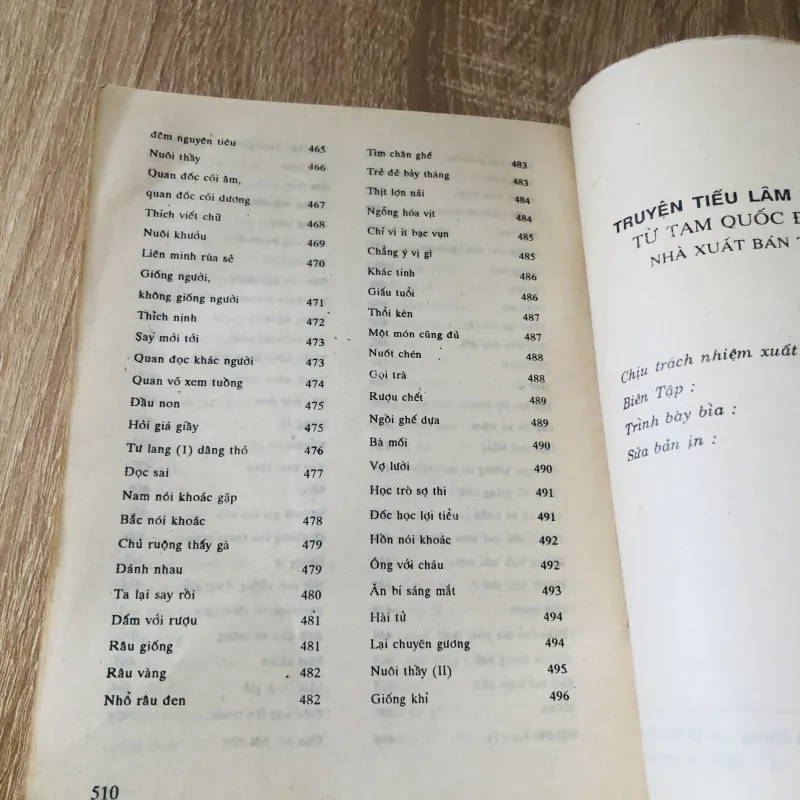 đêm nguyên tiêu 465
Nuôi thầy 466
Quan đốc cõi âm,
quan đốc cõi dương 467
Thích viết chữ 468
Nuôi khướu 469
Liên minh rùa sẻ 470
Giống người,
không giống người 471
Thích nịnh 472
Say mới tới 473
Quan đọc khác người 473
Quan võ xem tuồng 474
Đầu non 475
Hỏi giá giầy 475
Tư lang (1) dâng thỏ 476
Đọc sai 477
Nam nói khoác gặp
Bắc nói khoác 478
Chủ ruộng thấy gà 479
Đánh nhau 479
Ta lại say rồi 480
Dấm với rượu 481
Râu giống 481
Râu vàng 482
Nhổ râu đen 482
Tìm chân ghế 483
Trẻ đẻ bảy tháng 483
Thịt lợn nái 484
Ngỗng hóa vịt 484
Chỉ vì ít bạc vụn 485
Chẳng ý vị gì 485
Khác tính 486
Giấu tuổi 486
Thổi kèn 487
Một món cũng đủ 487
Nuốt chén 488
Gọi trà 488
Rượu chết 489
Ngồi ghế dựa 489
Bà mối 490
Vợ lười 490
Học trò sợ thi 491
Dốc học lợi tiểu 491
Hồn nói khoác 492
Ông với cháu 492
Ăn bí sáng mắt 493
Hài tử 494
Lại chuyện gương 494
Nuôi thầy (II) 495
Giống khỉ 496
510
TRUYỆN TIẾU LÂM
TỪ TAM QUỐC
NHÀ XUẤT BẢN
Chịu trách nhiệm xuất
Biên Tập :
Trình bày bìa :
Sửa bản in :